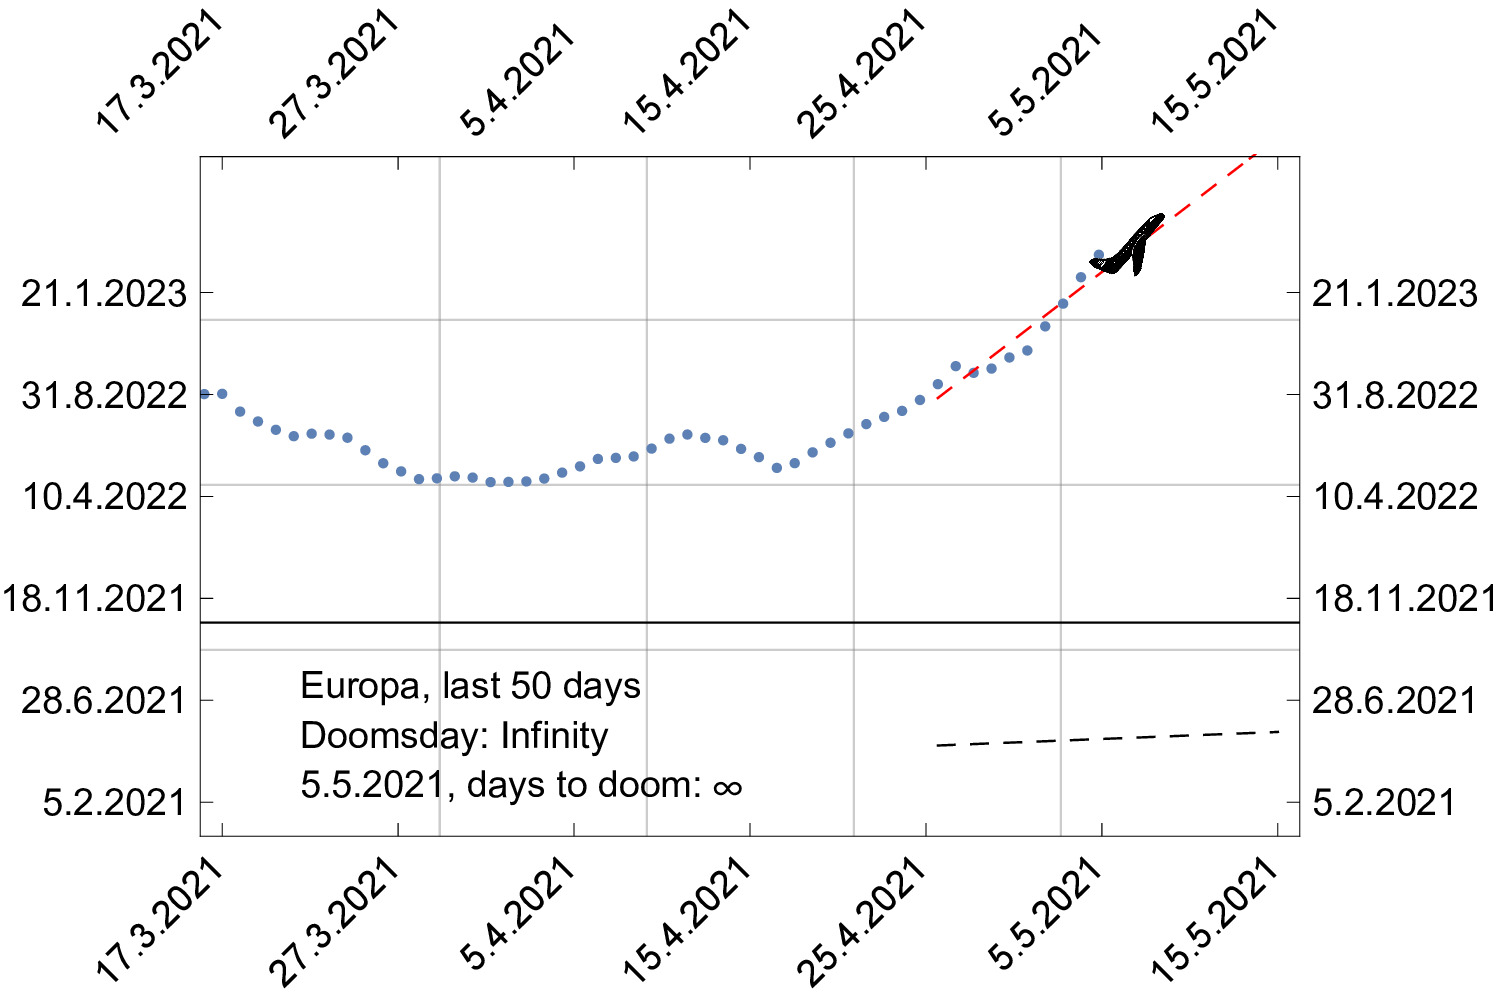 17.3.2021 27.3.2021 5.4.2021 15.4.2021 25.4.2021 5.5.2021 15.5.2021
21.1.2023 21.1.2023
31.8.2022 31.8.2022
10.4.2022 10.4.2022
18.11.2021 18.11.2021
28.6.2021 28.6.2021
5.2.2021 5.2.2021
Europa, last 50 days
Doomsday: Infinity
5.5.2021, days to doom: ∞
17.3.2021 27.3.2021 5.4.2021 15.4.2021 25.4.2021 5.5.2021 15.5.2021